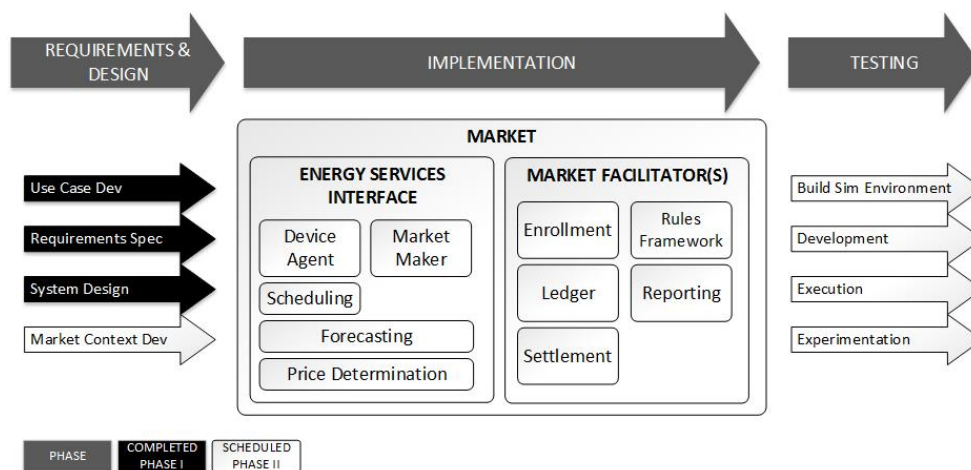 REQUIREMENTS &
DESIGN
IMPLEMENTATION
TESTING
MARKET
ENERGY SERVICES
INTERFACE
MARKET FACILITATOR(S)
Use Case Dev
Requirements Spec
System Design
Market Context Dev
Device
Agent
Market
Maker
Scheduling
Forecasting
Price Determination
Enrollment
Rules
Framework
Ledger
Reporting
Settlement
Build Sim Environment
Development
Execution
Experimentation
PHASE
COMPLETED
PHASE I
SCHEDULED
PHASE II